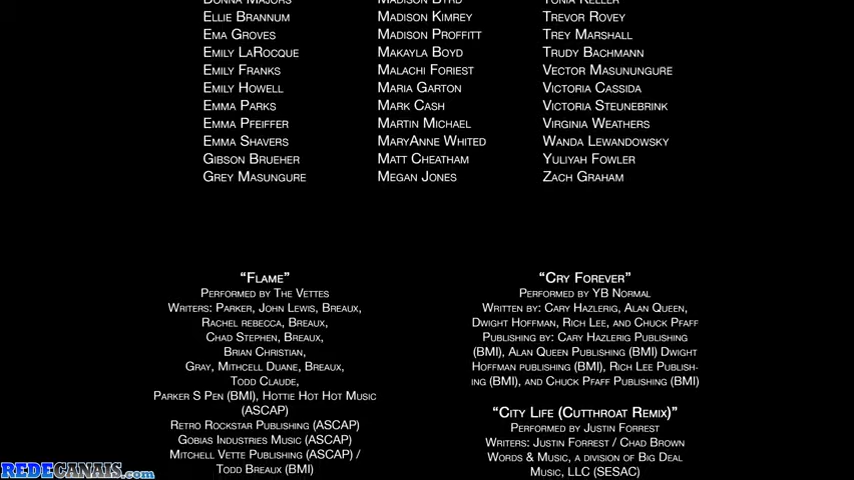 Donna Majors
Ellie Brannum
Ema Groves
Emily LaRocque
Emily Franks
Emily Howell
Emma Parks
Emma Pfeiffer
Emma Shavers
Gibson Brueher
Grey Masungure
Madison Byrd
Madison Kimrey
Madison Proffitt
Makayla Boyd
Malachi Foriest
Maria Garton
Mark Cash
Martin Michael
MaryAnne Whited
Matt Cheatham
Megan Jones
Tonia Keller
Trevor Rovey
Trey Marshall
Trudy Bachmann
Vector Masunungure
Victoria Cassida
Victoria Steunebrink
Virginia Weathers
Wanda Lewandowsky
Yuliyah Fowler
Zach Graham
“Flame”
Performed by The Vettes
Writers: Parker, John Lewis, Breaux,
Rachel rebecca, Breaux,
Chad Stephen, Breaux,
Brian Christian,
Gray, Mithcell Duane, Breaux,
Todd Claude,
Parker S Pen (BMI), Hottie Hot Hot Music
(ASCAP)
Retro Rockstar Publishing (ASCAP)
Gobias Industries Music (ASCAP)
Mitchell Vette Publishing (ASCAP) /
Todd Breaux (BMI)
“Cry Forever”
Performed by YB Normal
Written by: Cary Hazlerig, Alan Queen,
Dwight Hoffman, Rich Lee, and Chuck Pfaff
Publishing by: Cary Hazlerig Publishing
(BMI), Alan Queen Publishing (BMI) Dwight
Hoffman publishing (BMI), Rich Lee Publish-
ing (BMI), and Chuck Pfaff Publishing (BMI)
“City Life (Cutthroat Remix)”
Performed by Justin Forrest
Writers: Justin Forrest / Chad Brown
Words & Music, a division of Big Deal
Music, LLC (SESAC)
REDECANAIS.com